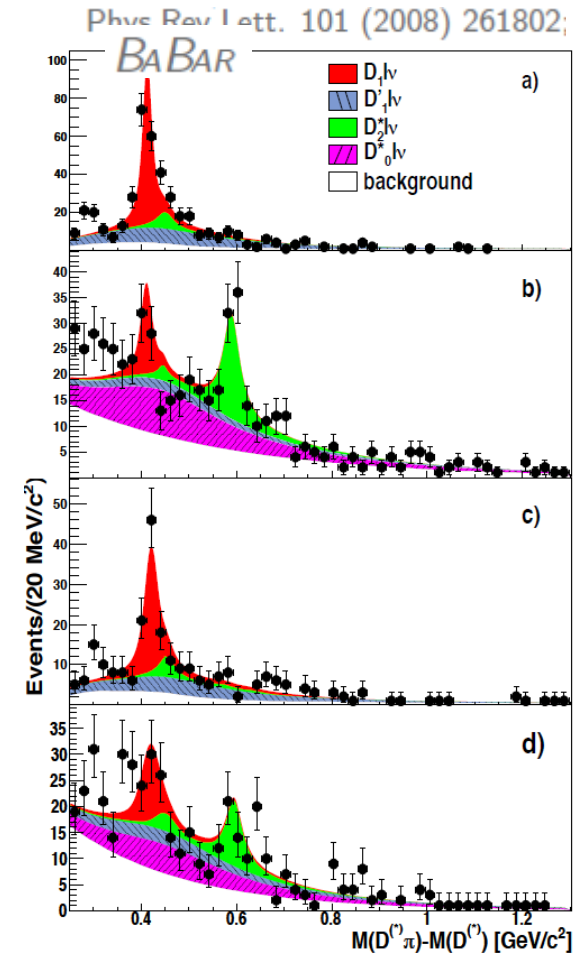 Phys Rev Lett. 101 (2008) 261802;
BABAR
D₁lν
D'₁lν
D*₂lν
D*₀lν
background
a)
100
80
60
40
20
b)
40
35
30
25
20
15
10
5
c)
50
40
30
20
10
d)
35
30
25
20
15
10
5
0
Events/(20 MeV/c²)
0.4 0.6 0.8 1 1.2
M(D⁽*⁾π)-M(D⁽*⁾) [GeV/c²]